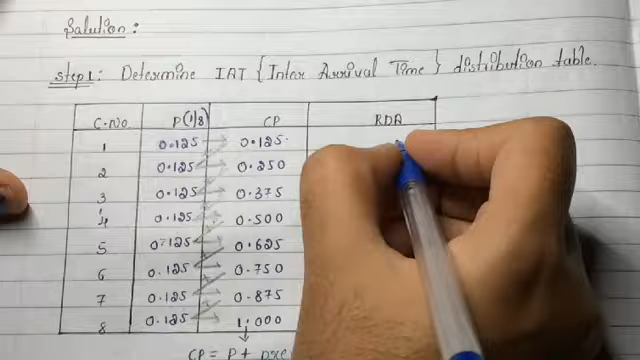 Solution:
Step 1: Determine IAT {Inter Arrival Time} distribution table.
C.No P(1/8) CP RDA
1 0.125 0.125
2 0.125 0.250
3 0.125 0.375
4 0.125 0.500
5 0.125 0.625
6 0.125 0.750
7 0.125 0.875
8 0.125 1.000
CP = P +